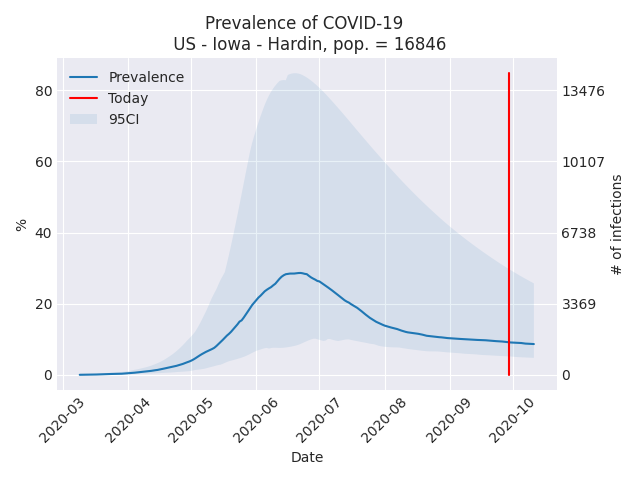 Prevalence of COVID-19
US - Iowa - Hardin, pop. = 16846
Prevalence
Today
95CI
80
60
40
20
0
%
13476
10107
6738
3369
0
# of infections
2020-03
2020-04
2020-05
2020-06
2020-07
2020-08
2020-09
2020-10
Date